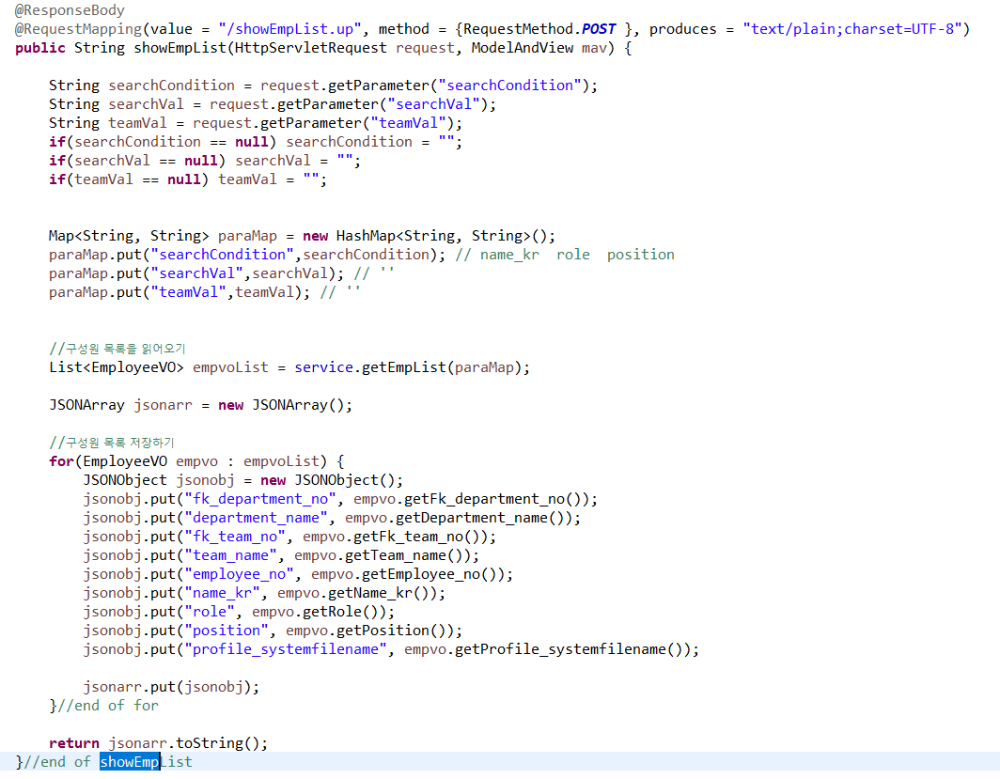 @ResponseBody
@RequestMapping(value = "/showEmpList.up", method = {RequestMethod.POST }, produces = "text/plain;charset=UTF-8")
public String showEmpList(HttpServletRequest request, ModelAndView mav) {
String searchCondition = request.getParameter("searchCondition");
String searchVal = request.getParameter("searchVal");
String teamVal = request.getParameter("teamVal");
if(searchCondition == null) searchCondition = "";
if(searchVal == null) searchVal = "";
if(teamVal == null) teamVal = "";
Map<String, String> paraMap = new HashMap<String, String>();
paraMap.put("searchCondition",searchCondition); // name_kr  role  position
paraMap.put("searchVal",searchVal); // ''
paraMap.put("teamVal",teamVal); // ''
//구성원 목록을 읽어오기
List<EmployeeVO> empvoList = service.getEmpList(paraMap);
JSONArray jsonarr = new JSONArray();
//구성원 목록 저장하기
for(EmployeeVO empvo : empvoList) {
JSONObject jsonobj = new JSONObject();
jsonobj.put("fk_department_no", empvo.getFk_department_no());
jsonobj.put("department_name", empvo.getDepartment_name());
jsonobj.put("fk_team_no", empvo.getFk_team_no());
jsonobj.put("team_name", empvo.getTeam_name());
jsonobj.put("employee_no", empvo.getEmployee_no());
jsonobj.put("name_kr", empvo.getName_kr());
jsonobj.put("role", empvo.getRole());
jsonobj.put("position", empvo.getPosition());
jsonobj.put("profile_systemfilename", empvo.getProfile_systemfilename());
jsonarr.put(jsonobj);
}//end of for
return jsonarr.toString();
}//end of showEmpList